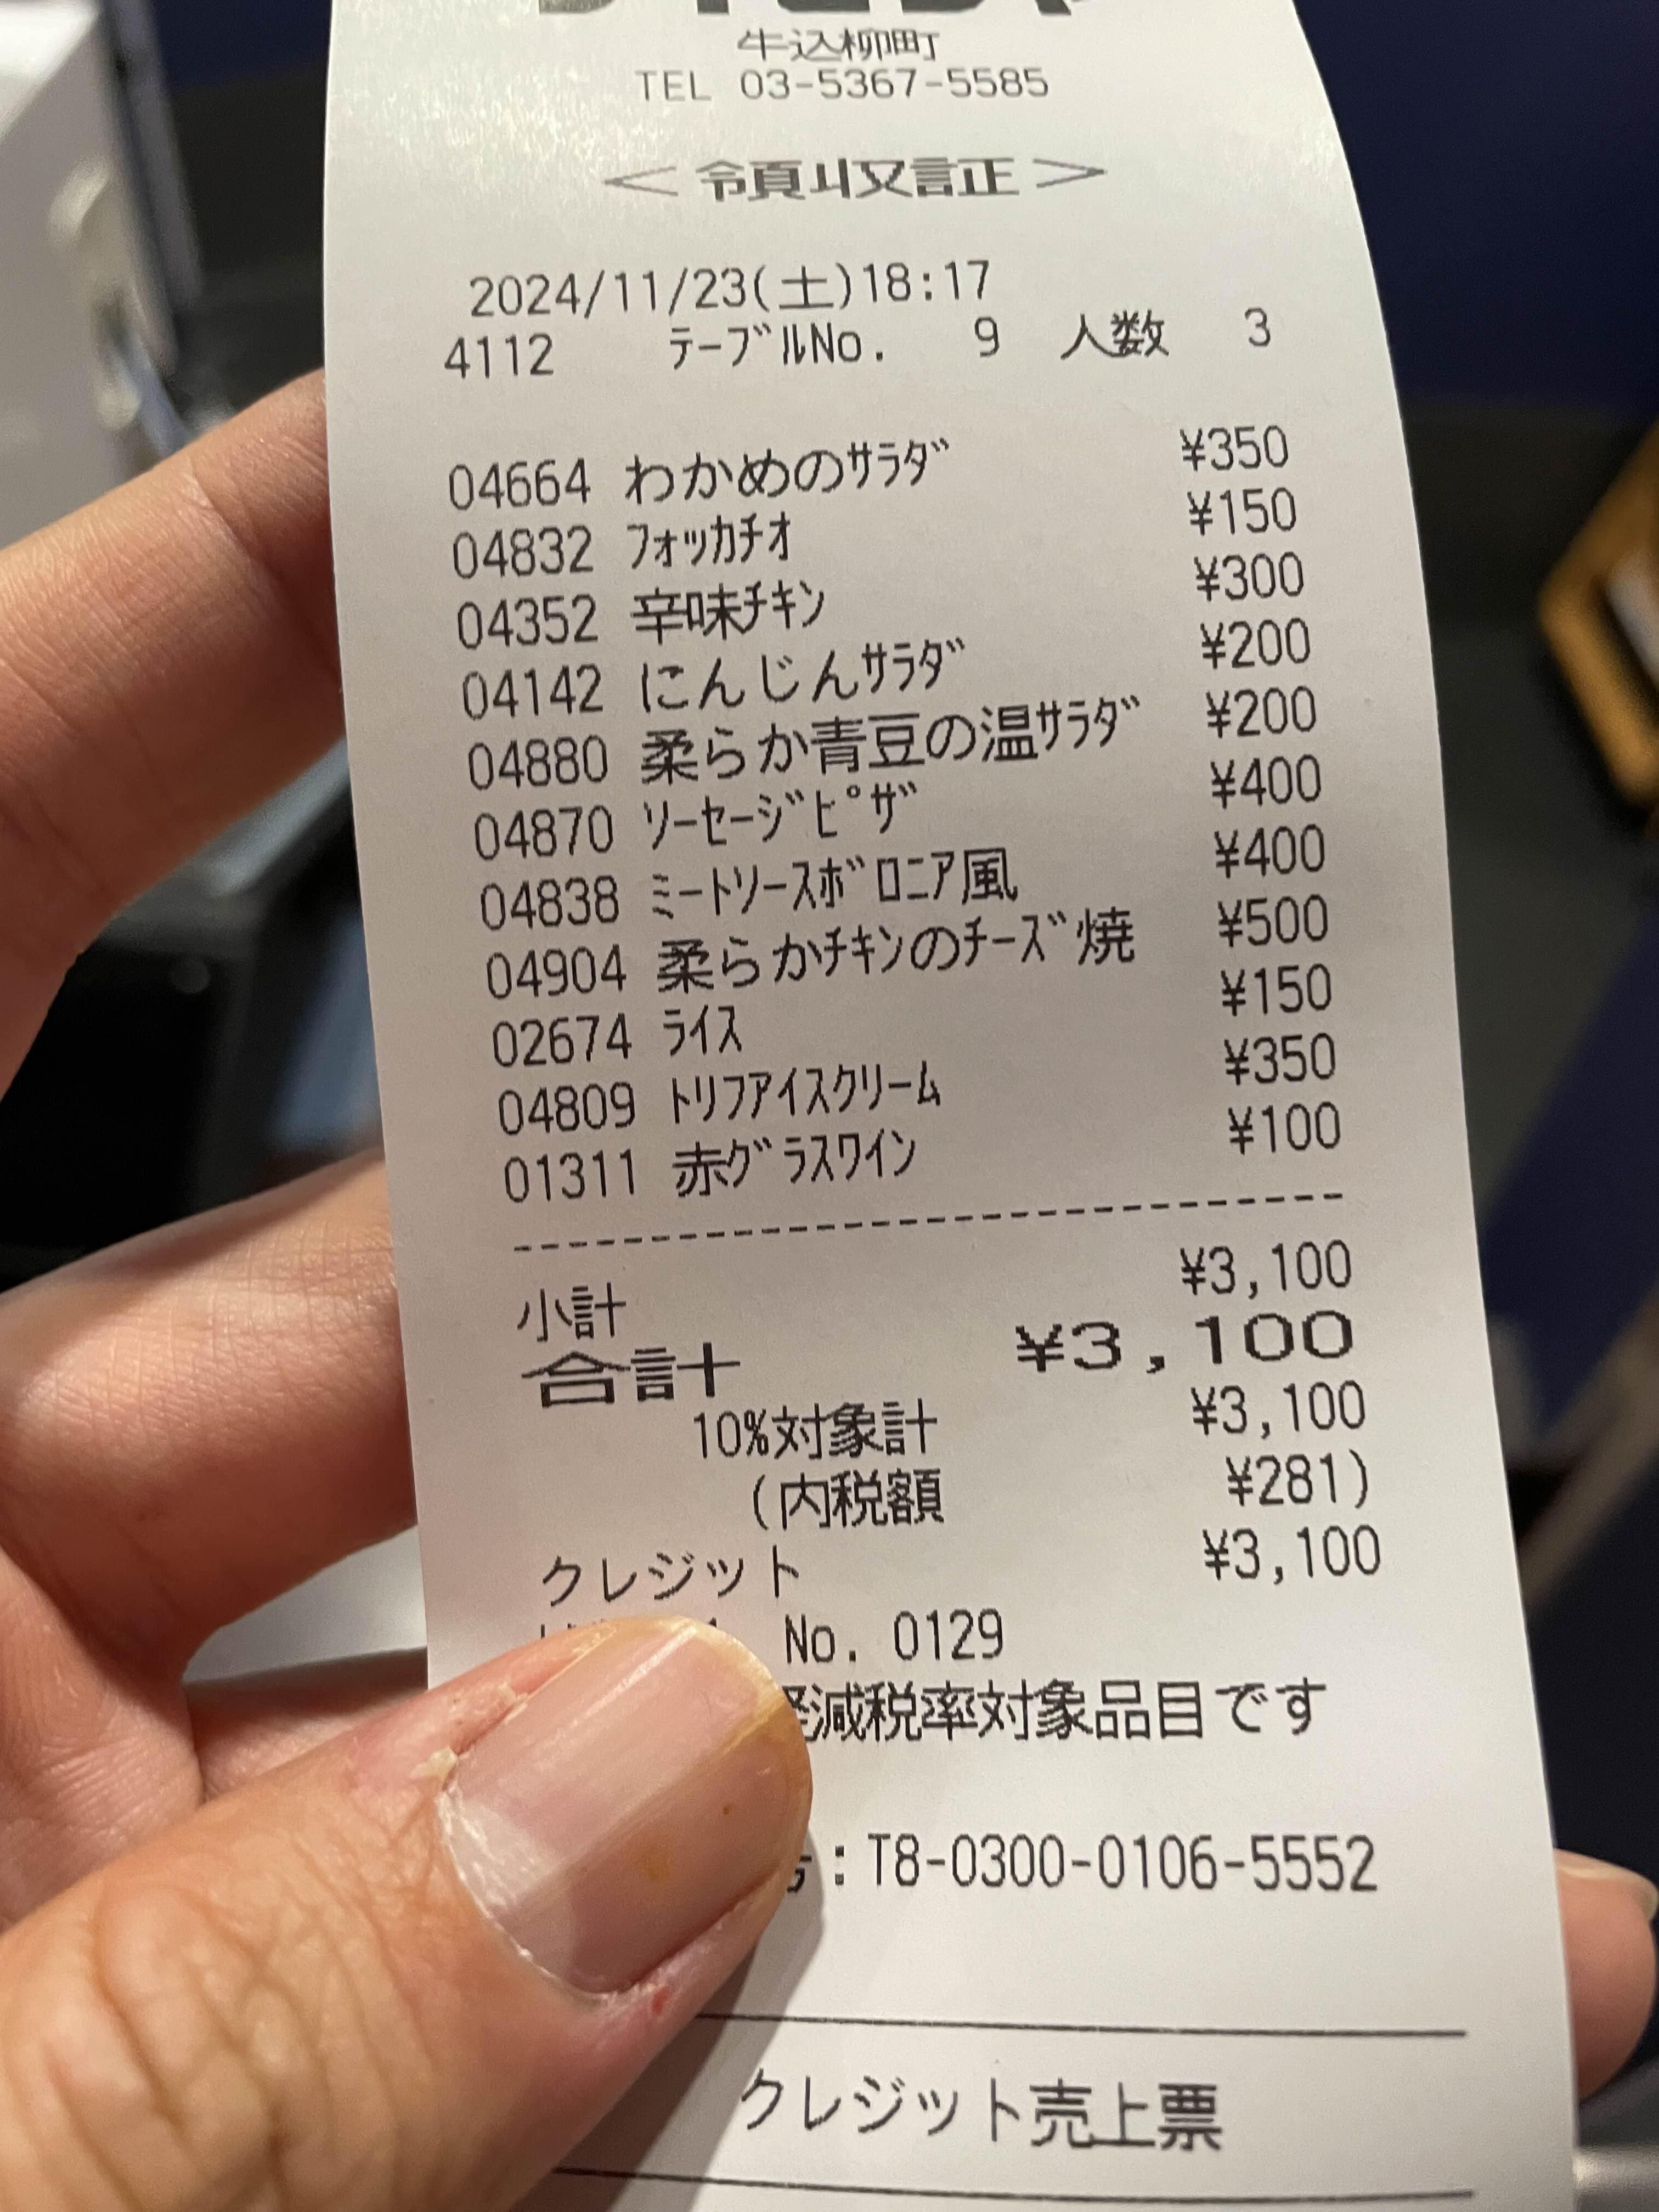 牛込柳町
TEL 03-5367-5585
＜領収証＞
2024/11/23(土)18:17
4112 ﾃｰﾌﾞﾙNo. 9 人数 3
04664 わかめのｻﾗﾀﾞ ¥350
04832 ﾌｫｯｶﾁｵ ¥150
04352 辛味ﾁｷﾝ ¥300
04142 にんじんｻﾗﾀﾞ ¥200
04880 柔らか青豆の温ｻﾗﾀﾞ ¥200
04870 ｿｰｾｰｼﾞﾋﾟｻﾞ ¥400
04838 ﾐｰﾄｿｰｽﾎﾞﾛﾆｱ風 ¥400
04904 柔らかﾁｷﾝのﾁｰｽﾞ焼 ¥500
02674 ﾗｲｽ ¥150
04809 ﾄﾘﾌｱｲｽｸﾘｰﾑ ¥350
01311 赤ｸﾞﾗｽﾜｲﾝ ¥100
小計 ¥3,100
合計 ¥3,100
10%対象計 ¥3,100
(内税額 ¥281)
クレジット ¥3,100
No. 0129
減税率対象品目です
:T8-0300-0106-5552
クレジット売上票